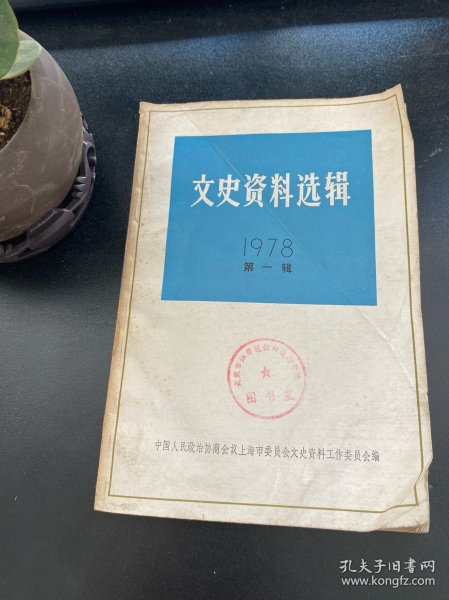 文史资料选辑
1978
第一辑
图书室
中国人民政治协商会议上海市委员会文史资料工作委员会编
孔夫子旧书网
www.kongfz.com